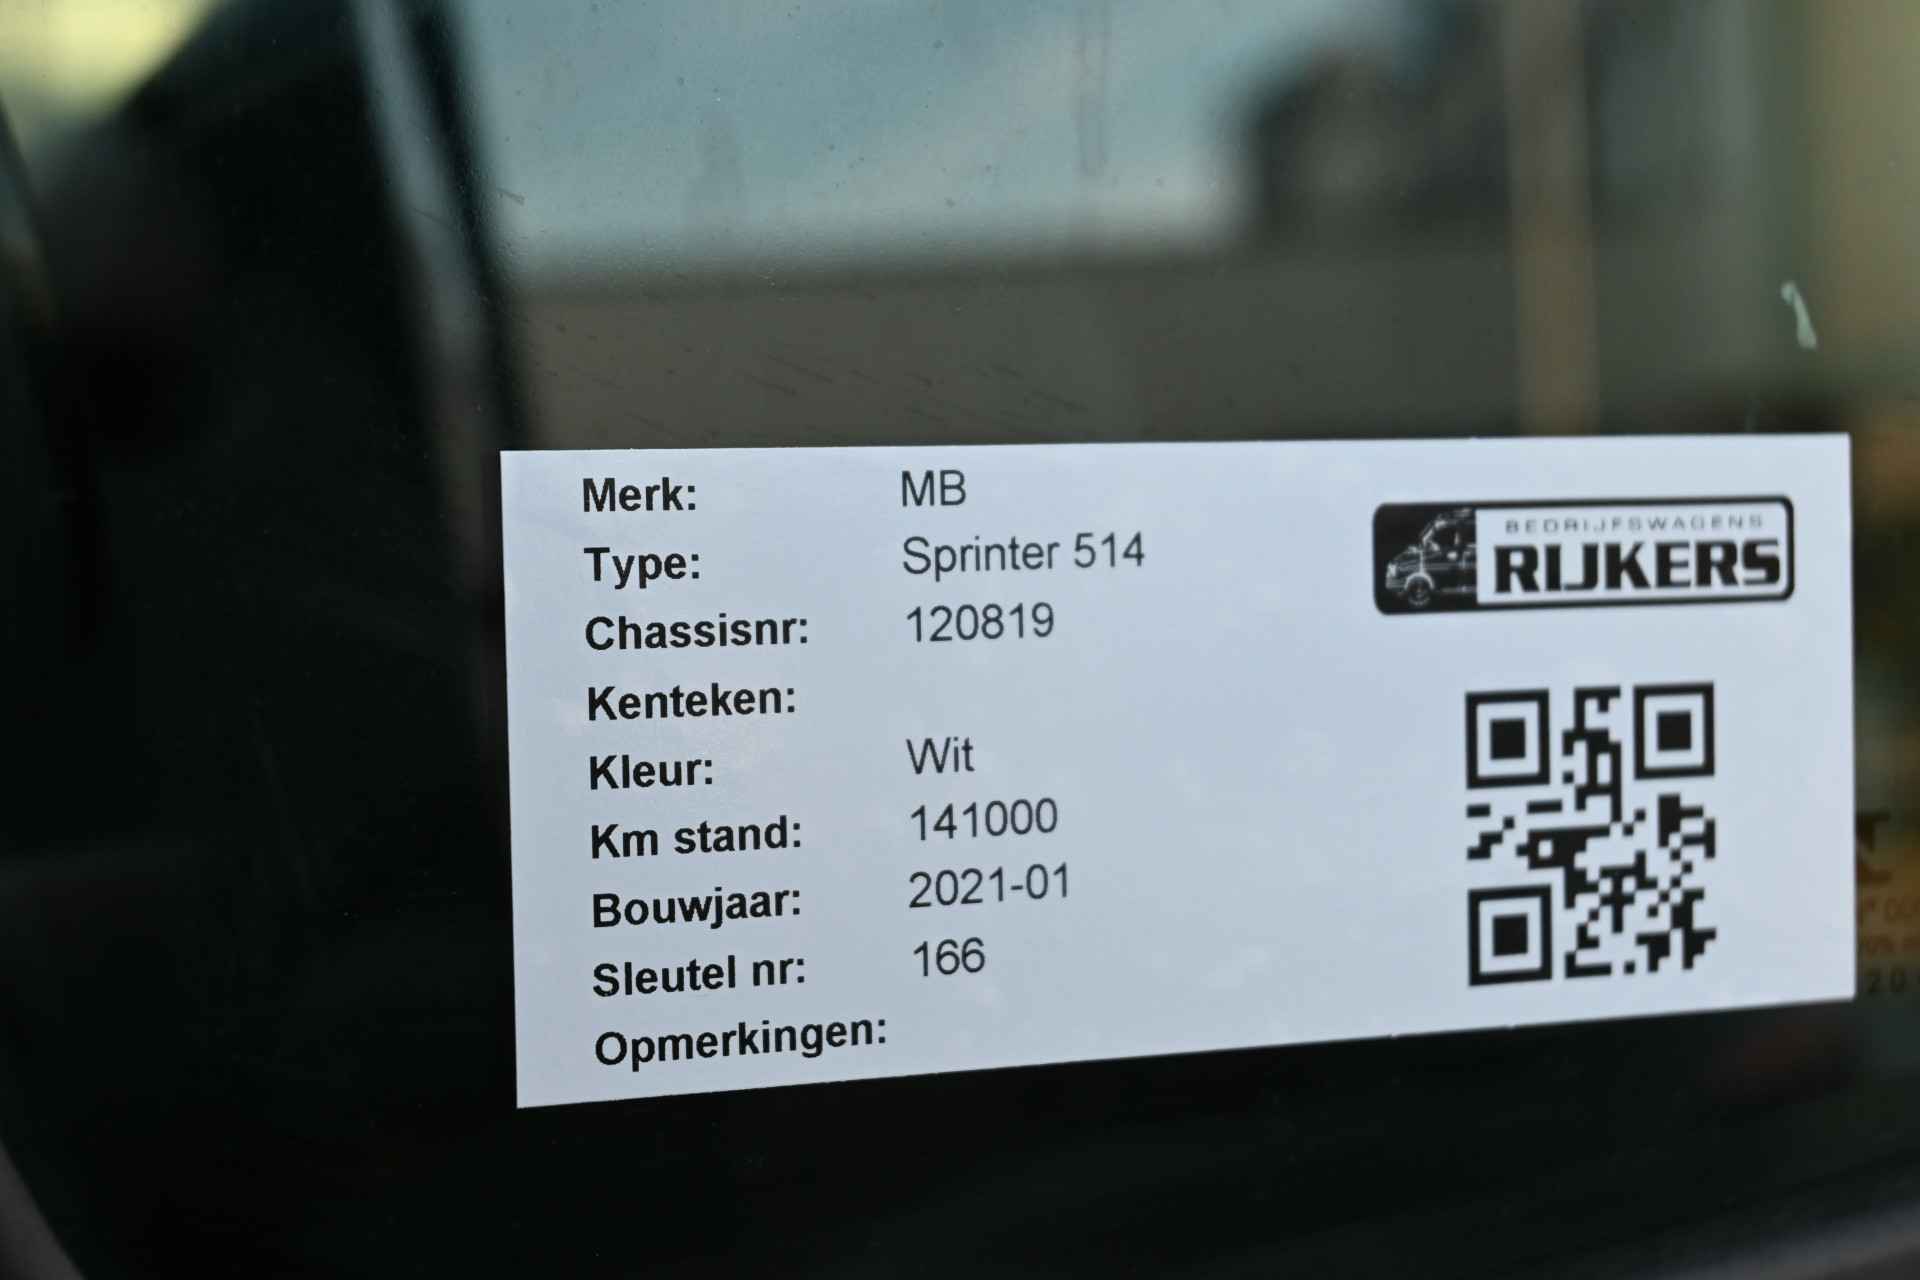 Merk: MB
Type: Sprinter 514
Chassisnr: 120819
Kenteken:
Kleur: Wit
Km stand: 141000
Bouwjaar: 2021-01
Sleutel nr: 166
Opmerkingen:
BEDRIJFSWAGENS
RIJKERS